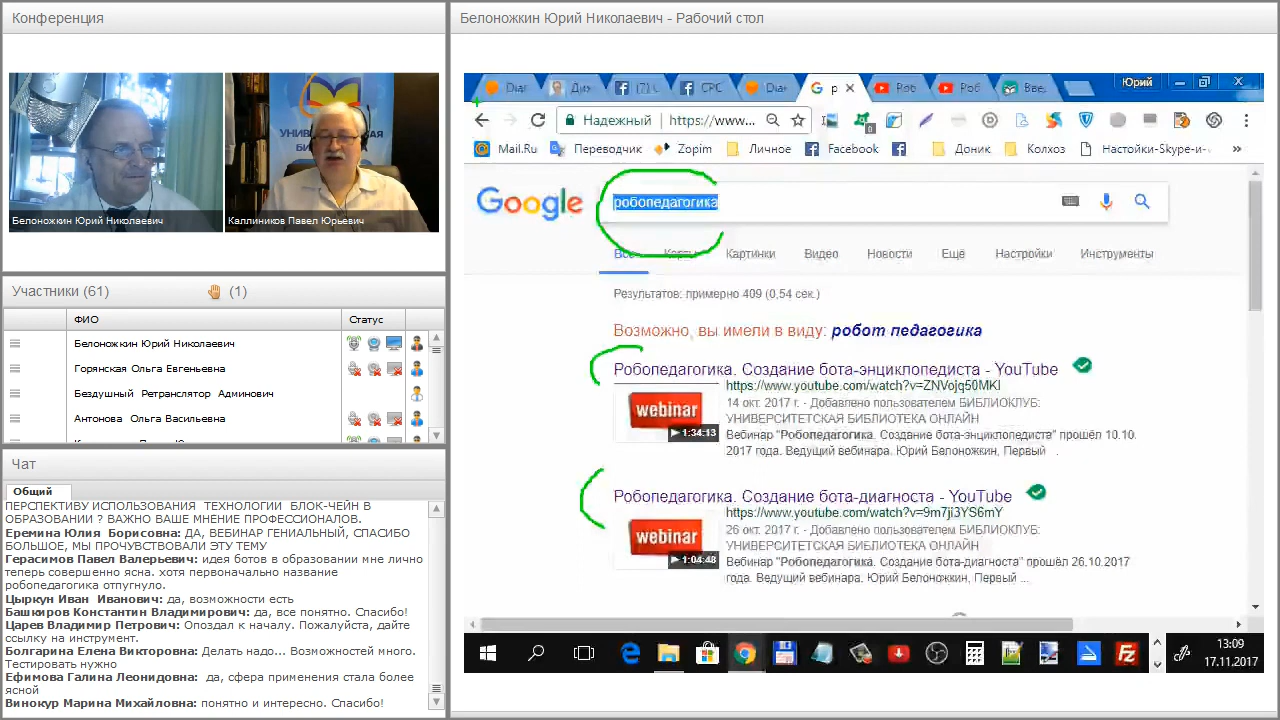 Конференция
Белоножкин Юрий Николаевич
Каллиников Павел Юрьевич
Участники (61)
(1)
ФИО
Статус
Белоножкин Юрий Николаевич
Горянская Ольга Евгеньевна
Бездушный Ретранслятор Админович
Антонова Ольга Васильевна
Чат
Общий
ПЕРСПЕКТИВУ ИСПОЛЬЗОВАНИЯ ТЕХНОЛОГИИ БЛОК-ЧЕЙН В
ОБРАЗОВАНИИ ? ВАЖНО ВАШЕ МНЕНИЕ ПРОФЕССИОНАЛОВ.
Еремина Юлия Борисовна: ДА, ВЕБИНАР ГЕНИАЛЬНЫЙ, СПАСИБО
БОЛЬШОЕ, МЫ ПРОЧУВСТВОВАЛИ ЭТУ ТЕМУ
Герасимов Павел Валерьевич: идея ботов в образовании мне лично
теперь совершенно ясна. хотя первоначально название
робопедагогика отпугнуло.
Цыркун Иван Иванович: да, возможности есть
Башкиров Константин Владимирович: да, все понятно. Спасибо!
Царев Владимир Петрович: Опоздал к началу. Пожалуйста, дайте
ссылку на инструмент.
Болгарина Елена Викторовна: Делать надо... Возможностей много.
Тестировать нужно
Ефимова Галина Леонидовна: да, сфера применения стала более
ясной
Винокур Марина Михайловна: понятно и интересно. Спасибо!
Белоножкин Юрий Николаевич - Рабочий стол
Юрий
Надежный https://www...
Mail.Ru Переводчик Zopim Личное Facebook Доник Колхоз Настойки-Skype-и- »
Google
робопедагогика
Все Карты Картинки Видео Новости Ещё Настройки Инструменты
Результатов: примерно 409 (0,54 сек.)
Возможно, вы имели в виду: робот педагогика
Робопедагогика. Создание бота-энциклопедиста - YouTube
https://www.youtube.com/watch?v=ZNVojq50MKI
webinar
1:34:13
14 окт. 2017 г. - Добавлено пользователем БИБЛИОКЛУБ:
УНИВЕРСИТЕТСКАЯ БИБЛИОТЕКА ОНЛАЙН
Вебинар "Робопедагогика. Создание бота-энциклопедиста" прошёл 10.10.
2017 года. Ведущий вебинара. Юрий Белоножкин, Первый
Робопедагогика. Создание бота-диагноста - YouTube
https://www.youtube.com/watch?v=9m7ji3YS6mY
webinar
1:04:48
26 окт. 2017 г. - Добавлено пользователем БИБЛИОКЛУБ:
УНИВЕРСИТЕТСКАЯ БИБЛИОТЕКА ОНЛАЙН
Вебинар "Робопедагогика. Создание бота-диагноста" прошёл 26.10.2017
года. Ведущий вебинара. Юрий Белоножкин, Первый ...
13:09
17.11.2017